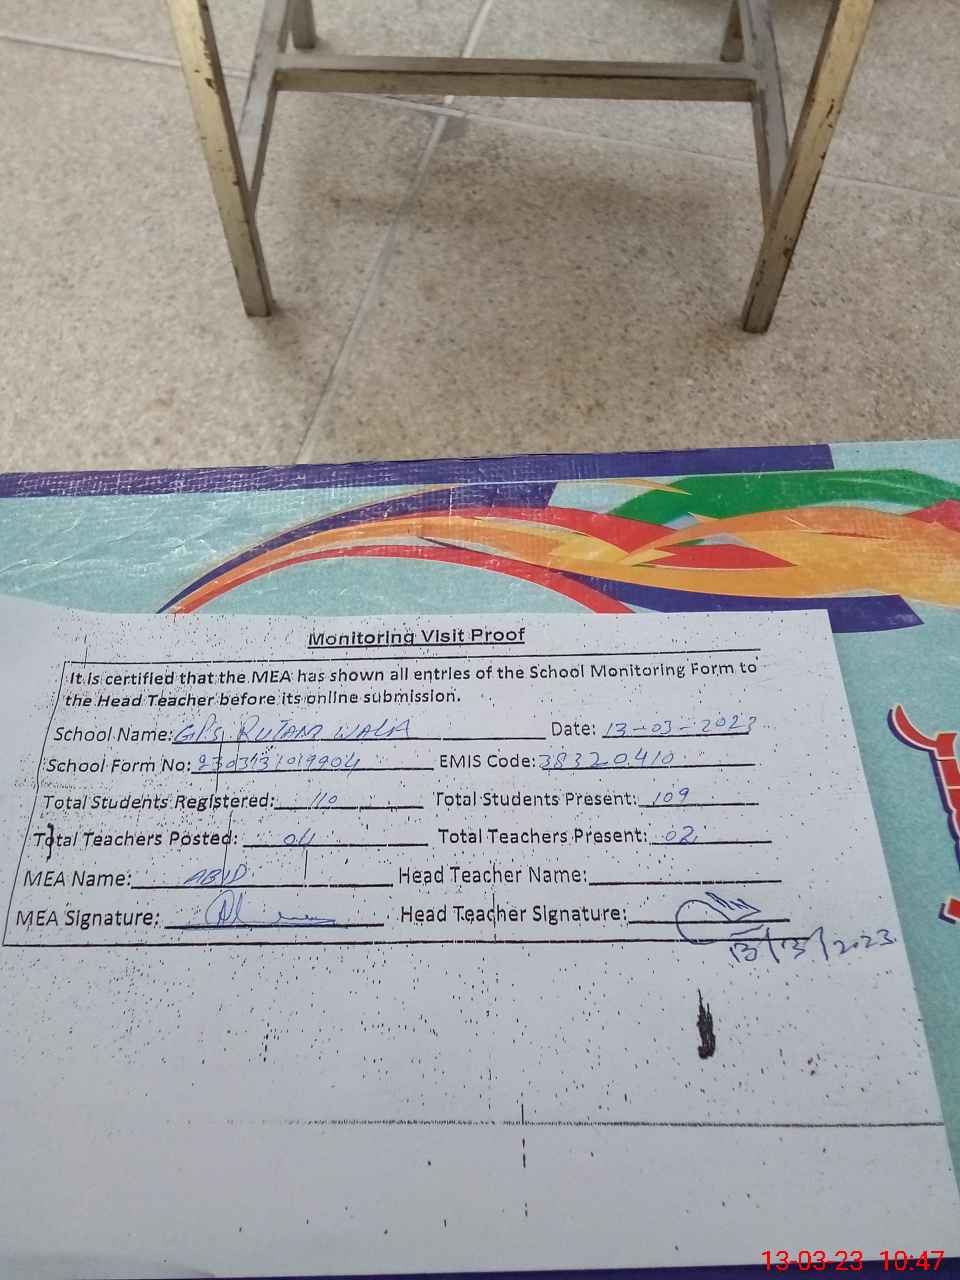 Monitoring Visit Proof
It is certified that the MEA has shown all entries of the School Monitoring Form to
the Head Teacher before its online submission.
School Name: GPS RUTAM WALA Date: 13-03-2023
School Form No: EMIS Code: 38320410
Total Students Registered: 110 Total Students Present: 109
Total Teachers Posted: 04 Total Teachers Present: 02
MEA Name: ABID Head Teacher Name:
MEA Signature: Head Teacher Signature:
13/3/2023
13-03-23 10:47